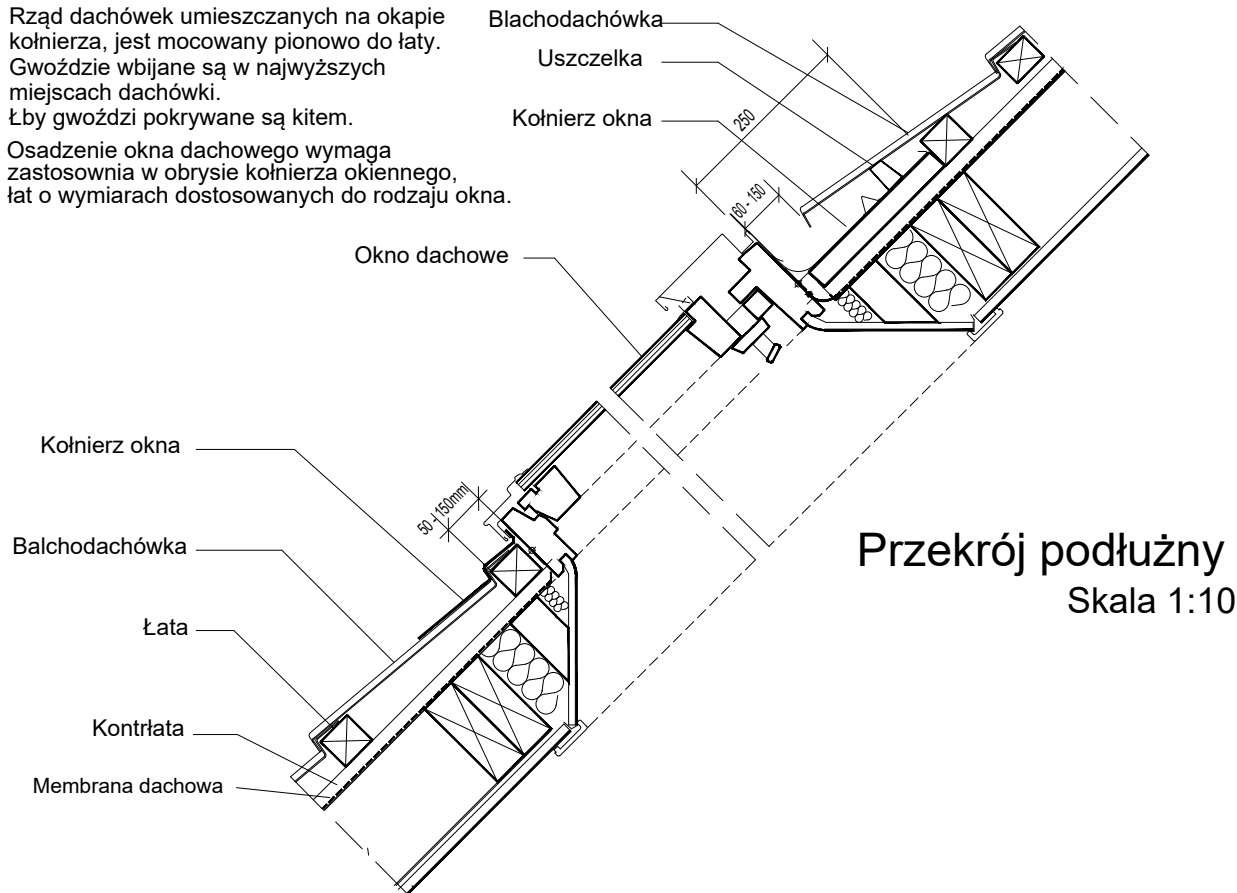 Rząd dachówek umieszczanych na okapie
kołnierza, jest mocowany pionowo do łaty.
Gwoździe wbijane są w najwyższych
miejscach dachówki.
Łby gwoździ pokrywane są kitem.
Osadzenie okna dachowego wymaga
zastosownia w obrysie kołnierza okiennego,
łat o wymiarach dostosowanych do rodzaju okna.
Blachodachówka
Uszczelka
Kołnierz okna
250
60 - 150
Okno dachowe
Kołnierz okna
50 - 150mm
Balchodachówka
Łata
Kontrłata
Membrana dachowa
Przekrój podłużny
Skala 1:10